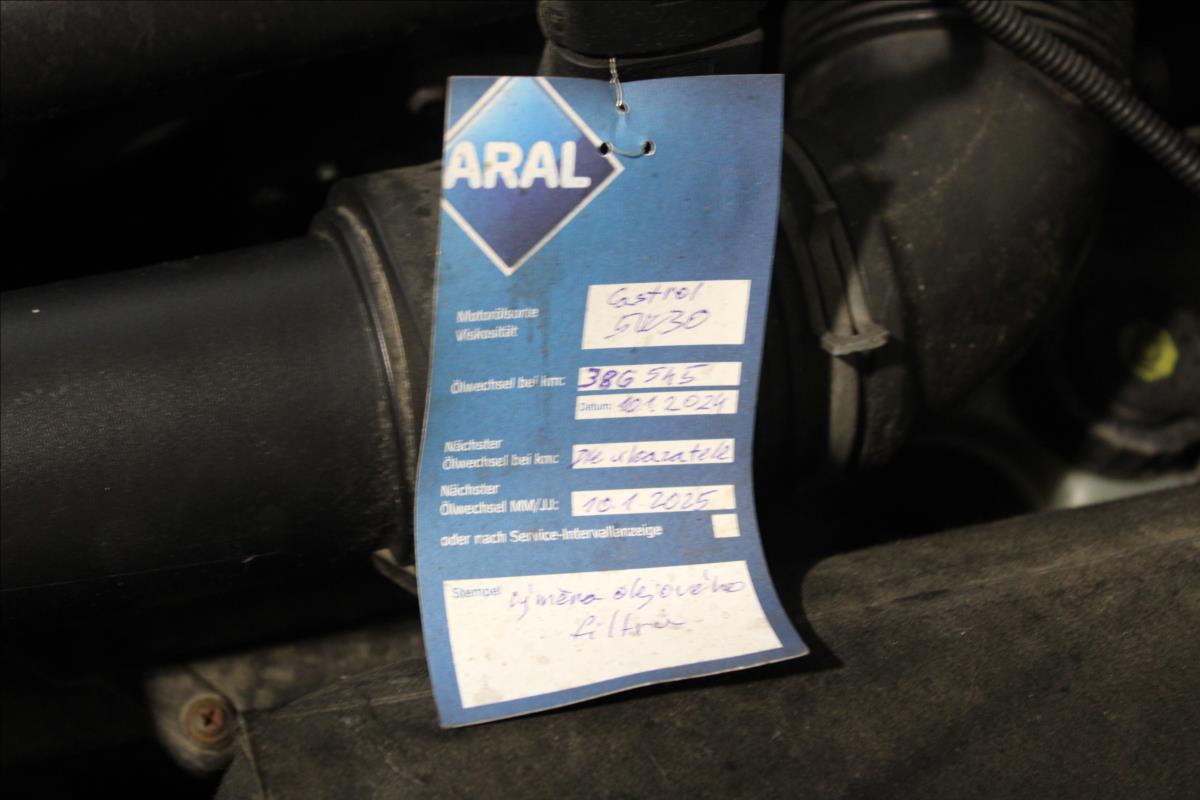 ARAL
Motorölsorte
Viskosität
Castrol
5W30
Ölwechsel bei km: 386 545
Datum: 10.1.2024
Nächster
Ölwechsel bei km: Dle ukazatele
Nächster
Ölwechsel MM/JJ: 10.1.2025
oder nach Service-Intervallanzeige
Stempel výměna olejového
filtru